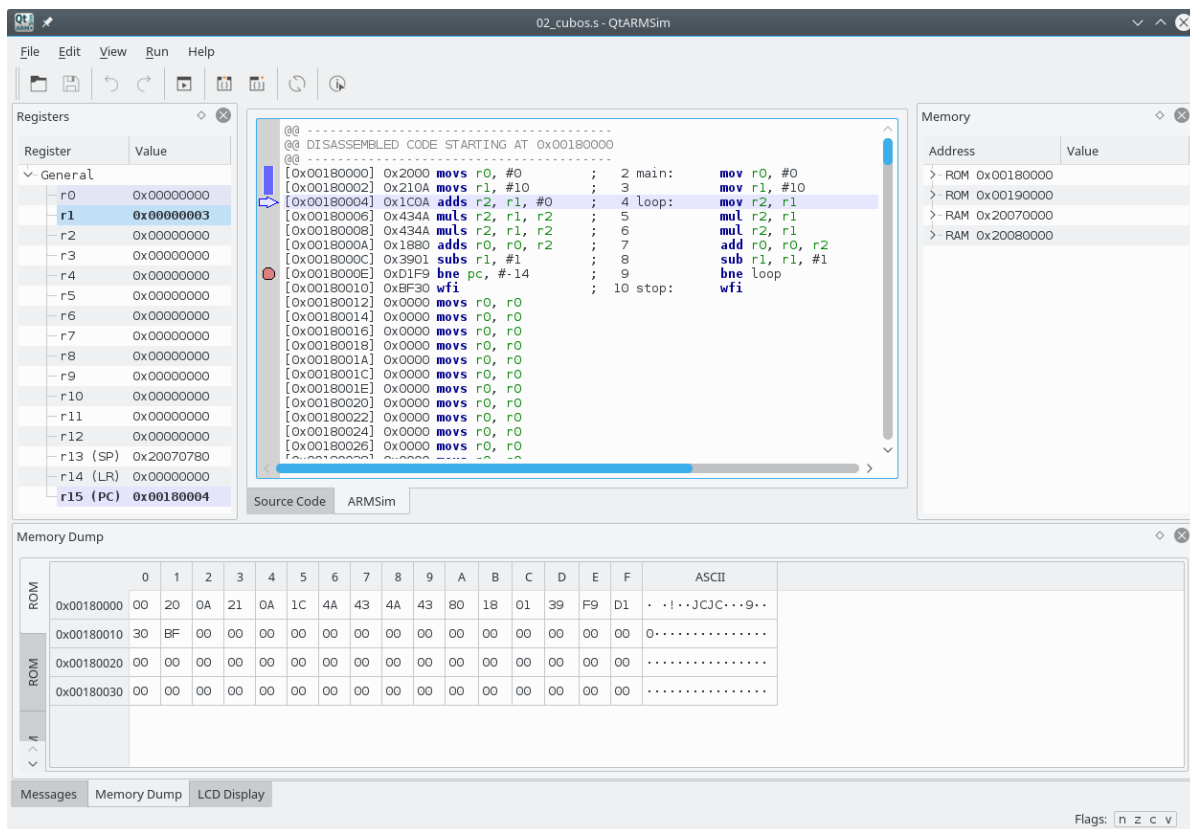 02_cubos.s - QtARMSim
File Edit View Run Help
Registers
Register Value
General
r0 0x00000000
r1 0x00000003
r2 0x00000000
r3 0x00000000
r4 0x00000000
r5 0x00000000
r6 0x00000000
r7 0x00000000
r8 0x00000000
r9 0x00000000
r10 0x00000000
r11 0x00000000
r12 0x00000000
r13 (SP) 0x20070780
r14 (LR) 0x00000000
r15 (PC) 0x00180004
@@ ----------------------------------------
@@ DISASSEMBLED CODE STARTING AT 0x00180000
@@ ----------------------------------------
[0x00180000] 0x2000 movs r0, #0 ; 2 main: mov r0, #0
[0x00180002] 0x210A movs r1, #10 ; 3 mov r1, #10
[0x00180004] 0x1C0A adds r2, r1, #0 ; 4 loop: mov r2, r1
[0x00180006] 0x434A muls r2, r1, r2 ; 5 mul r2, r1
[0x00180008] 0x434A muls r2, r1, r2 ; 6 mul r2, r1
[0x0018000A] 0x1880 adds r0, r0, r2 ; 7 add r0, r0, r2
[0x0018000C] 0x3901 subs r1, #1 ; 8 sub r1, r1, #1
[0x0018000E] 0xD1F9 bne pc, #-14 ; 9 bne loop
[0x00180010] 0xBF30 wfi ; 10 stop: wfi
[0x00180012] 0x0000 movs r0, r0
[0x00180014] 0x0000 movs r0, r0
[0x00180016] 0x0000 movs r0, r0
[0x00180018] 0x0000 movs r0, r0
[0x0018001A] 0x0000 movs r0, r0
[0x0018001C] 0x0000 movs r0, r0
[0x0018001E] 0x0000 movs r0, r0
[0x00180020] 0x0000 movs r0, r0
[0x00180022] 0x0000 movs r0, r0
[0x00180024] 0x0000 movs r0, r0
[0x00180026] 0x0000 movs r0, r0
Source Code ARMSim
Memory
Address Value
ROM 0x00180000
ROM 0x00190000
RAM 0x20070000
RAM 0x20080000
Memory Dump
ROM
ROM
0 1 2 3 4 5 6 7 8 9 A B C D E F ASCII
0x00180000 00 20 0A 21 0A 1C 4A 43 4A 43 80 18 01 39 F9 D1 · ·!··JCJC···9··
0x00180010 30 BF 00 00 00 00 00 00 00 00 00 00 00 00 00 00 0···············
0x00180020 00 00 00 00 00 00 00 00 00 00 00 00 00 00 00 00 ················
0x00180030 00 00 00 00 00 00 00 00 00 00 00 00 00 00 00 00 ················
Messages Memory Dump LCD Display
Flags: n z c v